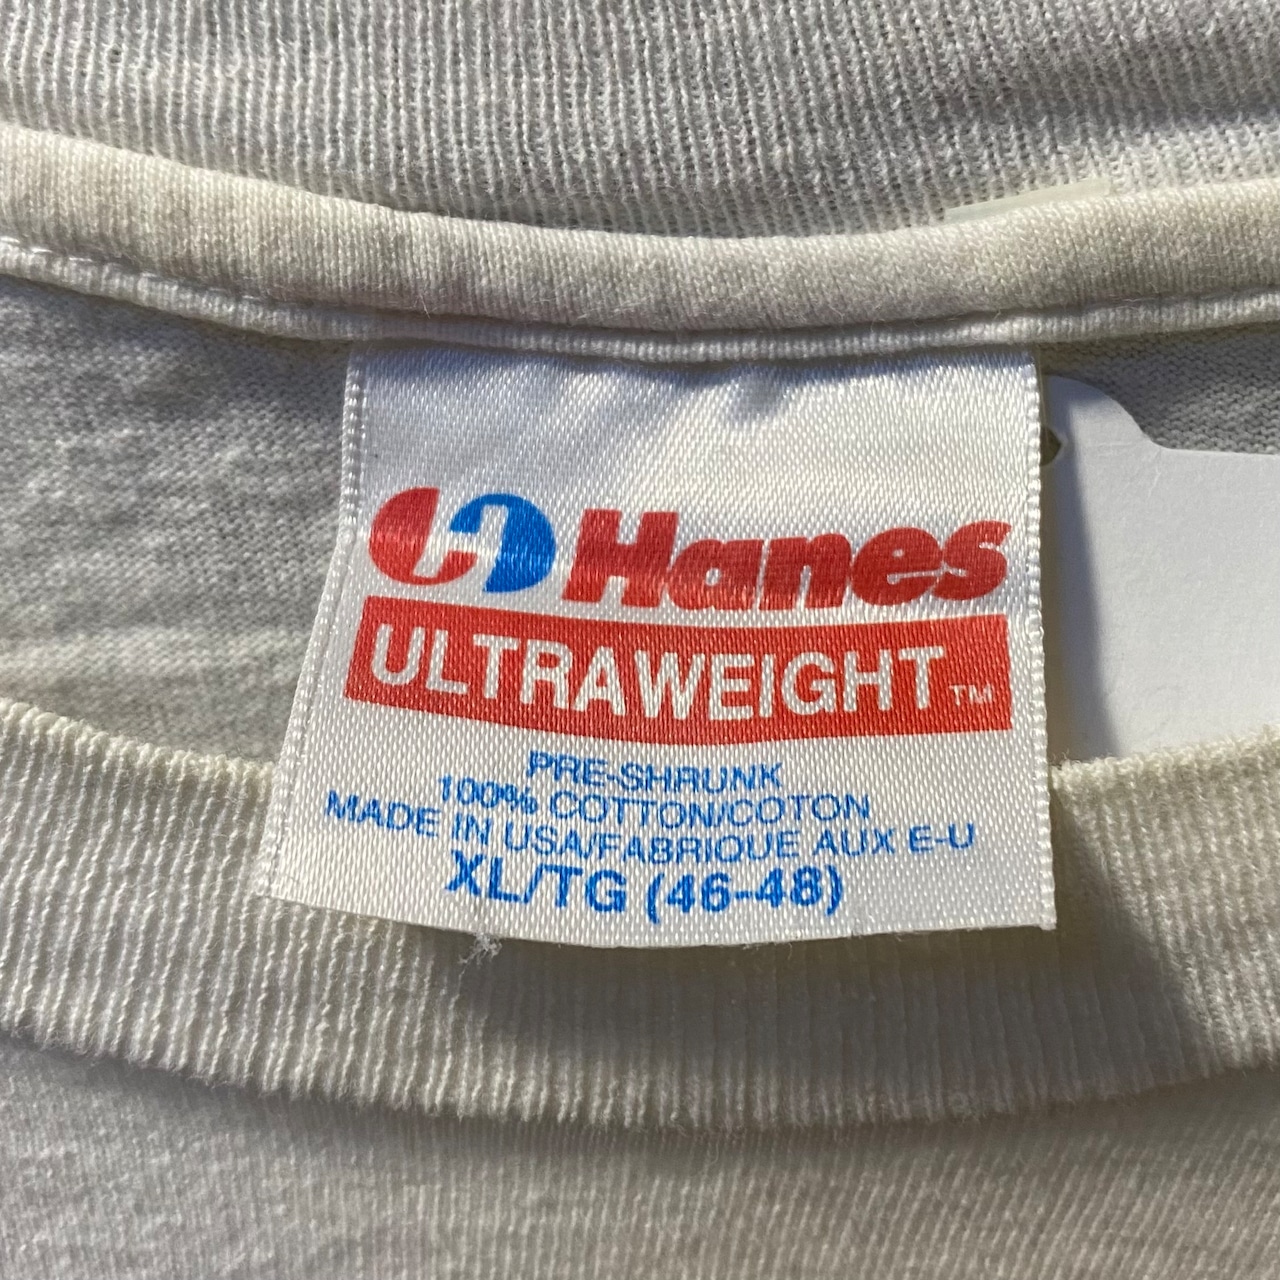 Hanes
ULTRAWEIGHT™
PRE-SHRUNK
100% COTTON/COTON
MADE IN USA/FABRIQUE AUX E-U
XL/TG (46-48)